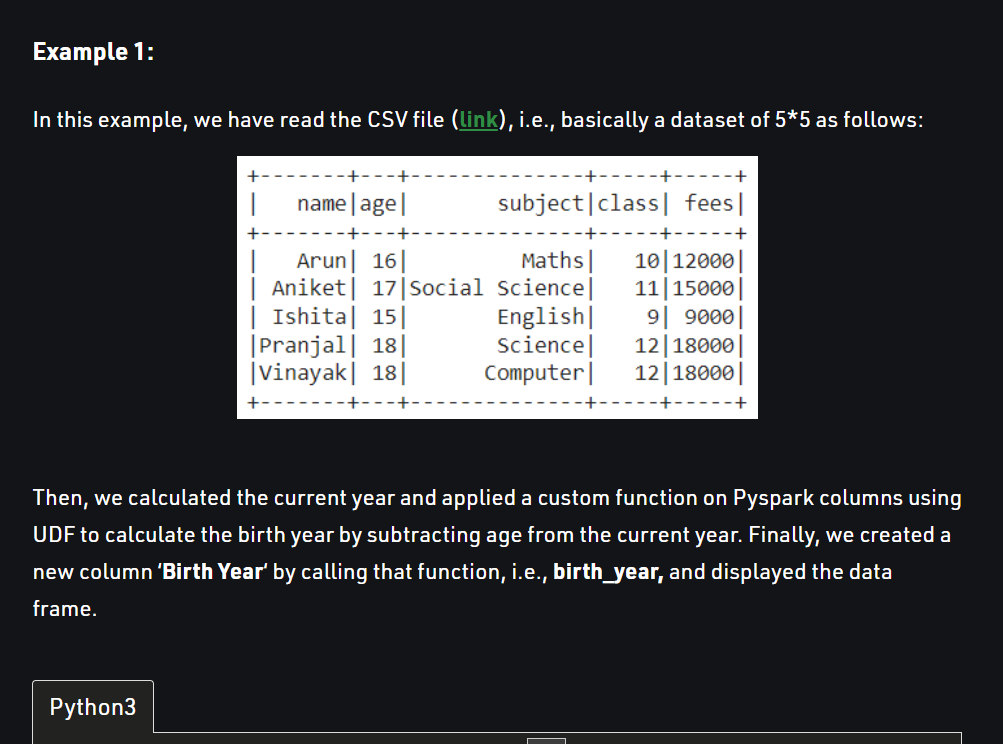 Example 1:
In this example, we have read the CSV file (link), i.e., basically a dataset of 5*5 as follows:
+-------+---+--------------+-----+-----+
|   name|age|       subject|class| fees|
+-------+---+--------------+-----+-----+
|   Arun| 16|         Maths|   10|12000|
| Aniket| 17|Social Science|   11|15000|
| Ishita| 15|       English|    9| 9000|
|Pranjal| 18|       Science|   12|18000|
|Vinayak| 18|      Computer|   12|18000|
+-------+---+--------------+-----+-----+
Then, we calculated the current year and applied a custom function on Pyspark columns using
UDF to calculate the birth year by subtracting age from the current year. Finally, we created a
new column ‘Birth Year‘ by calling that function, i.e., birth_year, and displayed the data
frame.
Python3